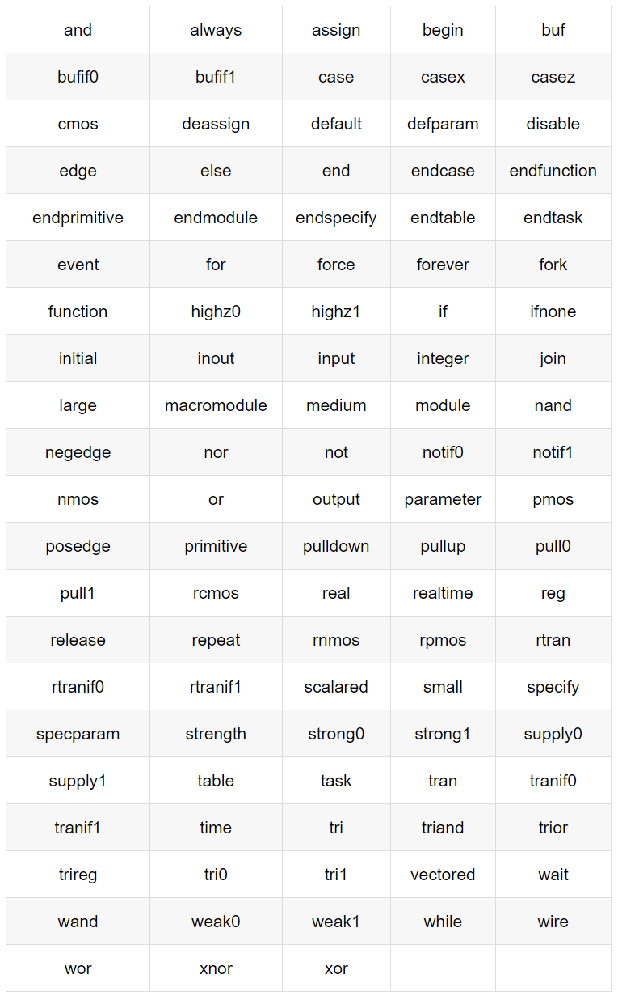 and always assign begin buf
bufif0 bufif1 case casex casez
cmos deassign default defparam disable
edge else end endcase endfunction
endprimitive endmodule endspecify endtable endtask
event for force forever fork
function highz0 highz1 if ifnone
initial inout input integer join
large macromodule medium module nand
negedge nor not notif0 notif1
nmos or output parameter pmos
posedge primitive pulldown pullup pull0
pull1 rcmos real realtime reg
release repeat rnmos rpmos rtran
rtranif0 rtranif1 scalared small specify
specparam strength strong0 strong1 supply0
supply1 table task tran tranif0
tranif1 time tri triand trior
trireg tri0 tri1 vectored wait
wand weak0 weak1 while wire
wor xnor xor